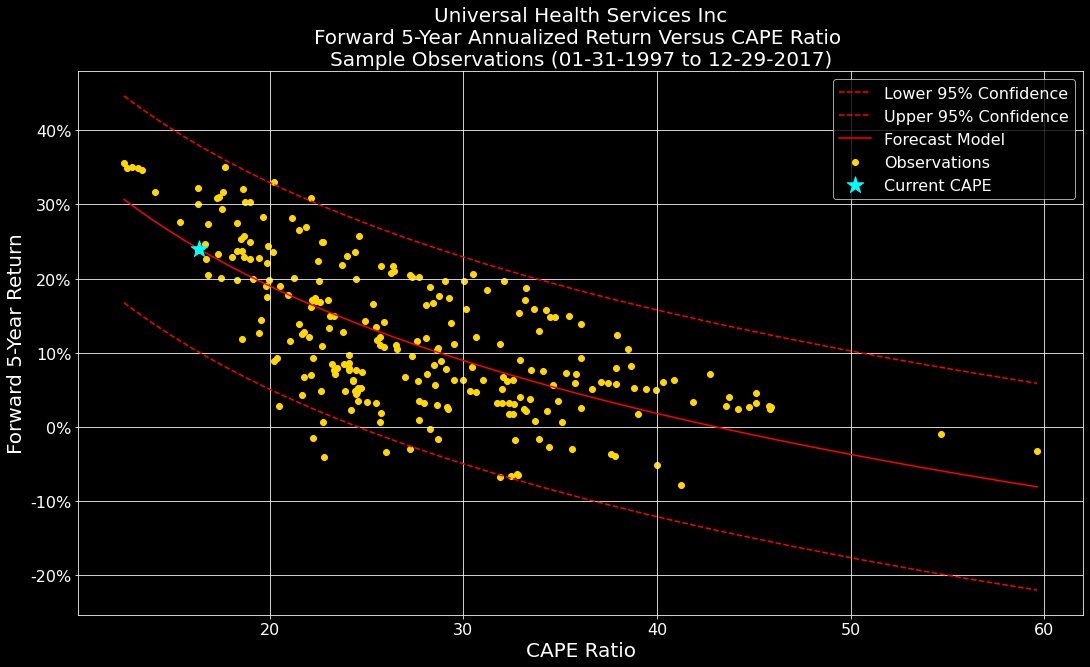 Universal Health Services Inc
Forward 5-Year Annualized Return Versus CAPE Ratio
Sample Observations (01-31-1997 to 12-29-2017)
Lower 95% Confidence
Upper 95% Confidence
Forecast Model
Observations
Current CAPE
Forward 5-Year Return
40%
30%
20%
10%
0%
-10%
-20%
20 30 40 50 60
CAPE Ratio